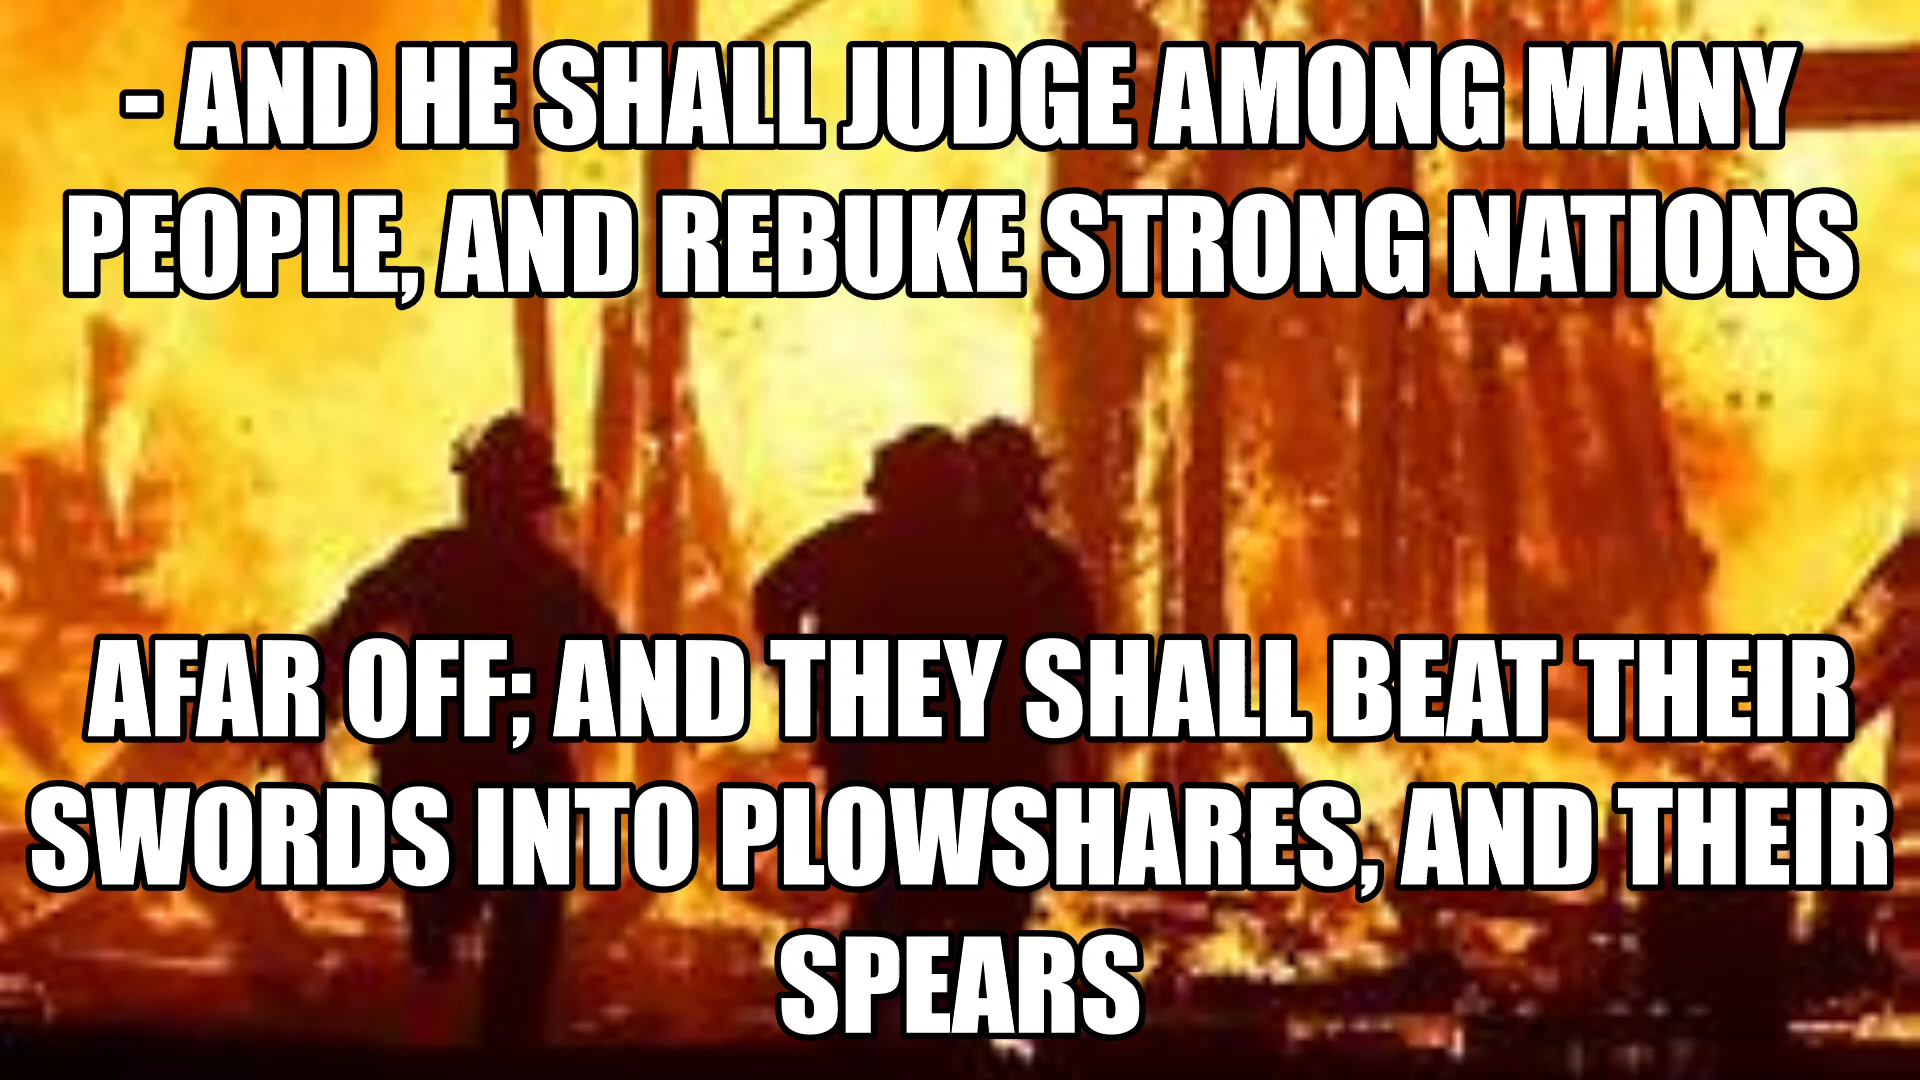 - AND HE SHALL JUDGE AMONG MANY
PEOPLE, AND REBUKE STRONG NATIONS
AFAR OFF; AND THEY SHALL BEAT THEIR
SWORDS INTO PLOWSHARES, AND THEIR
SPEARS